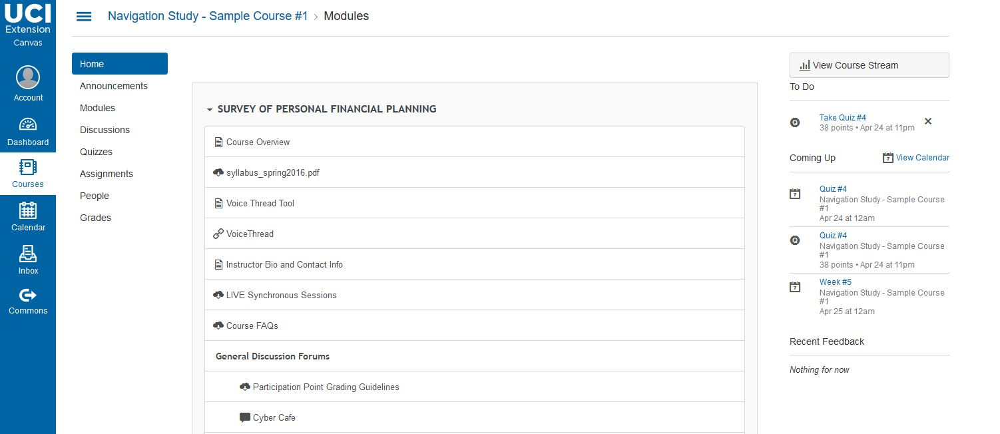 UCI
Extension
Canvas
Account
Dashboard
Courses
Calendar
Inbox
Commons
Navigation Study - Sample Course #1 > Modules
Home
Announcements
Modules
Discussions
Quizzes
Assignments
People
Grades
SURVEY OF PERSONAL FINANCIAL PLANNING
Course Overview
syllabus_spring2016.pdf
Voice Thread Tool
VoiceThread
Instructor Bio and Contact Info
LIVE Synchronous Sessions
Course FAQs
General Discussion Forums
Participation Point Grading Guidelines
Cyber Cafe
View Course Stream
To Do
Q
Take Quiz #4
38 points • Apr 24 at 11pm
Coming Up
7 View Calendar
7
Quiz #4
Navigation Study - Sample Course
#1
Apr 24 at 12am
Q
Quiz #4
Navigation Study - Sample Course
#1
38 points • Apr 24 at 11pm
7
Week #5
Navigation Study - Sample Course
#1
Apr 25 at 12am
Recent Feedback
Nothing for now